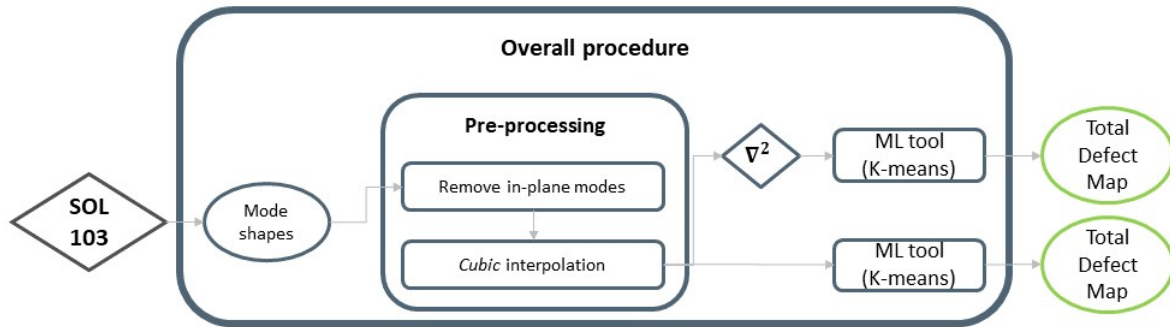 Overall procedure
SOL
103
Mode
shapes
Pre-processing
Remove in-plane modes
Cubic interpolation
∇²
ML tool
(K-means)
Total
Defect
Map
ML tool
(K-means)
Total
Defect
Map